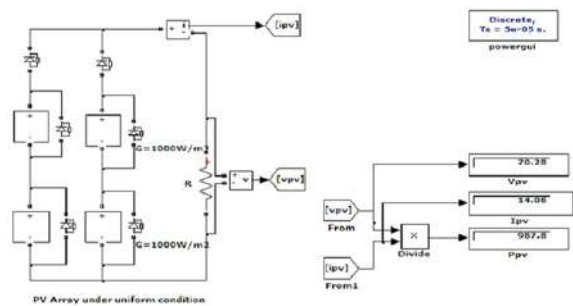 [ipv]
Discrete,
Ts = 5e-05 s.
powergui
G=1000W/m2
R
v
[vpv]
G=1000W/m2
PV Array under uniform condition
70.28
Vpv
[vpv]
From
14.06
Ipv
×
Divide
987.8
Ppv
[ipv]
From1